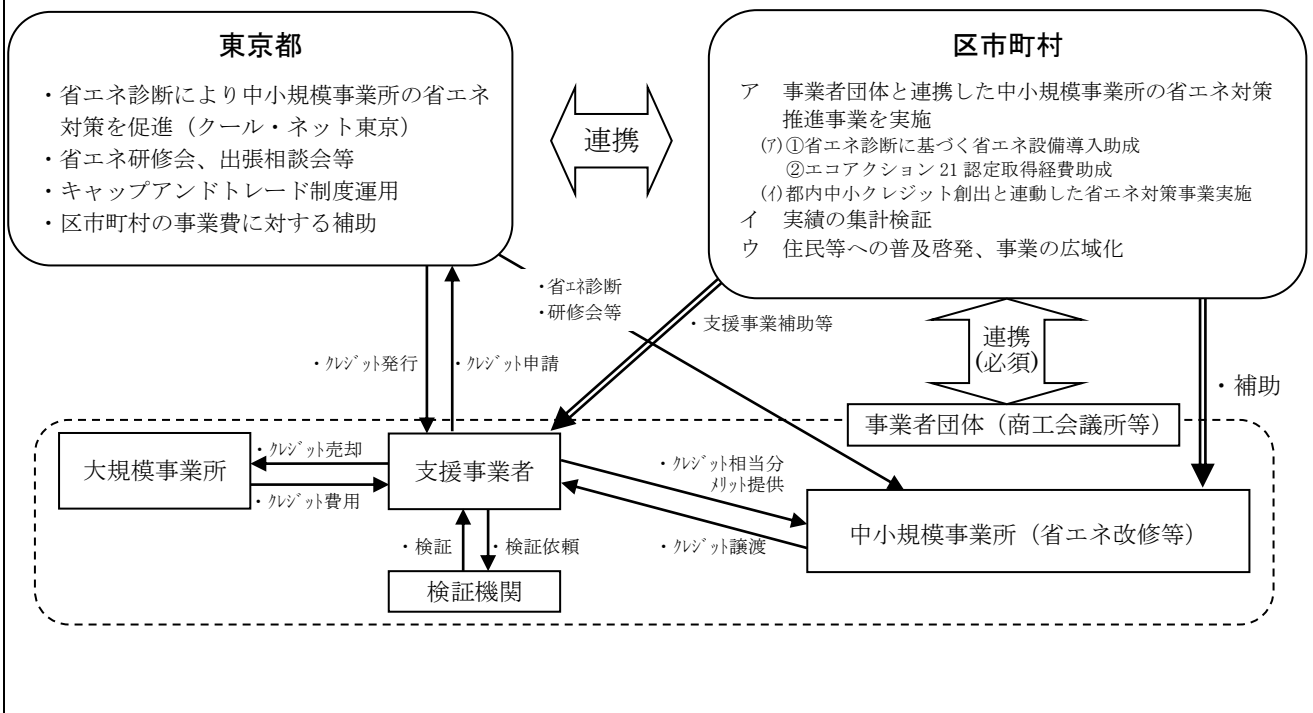 東京都
・省エネ診断により中小規模事業所の省エネ
対策を促進（クール・ネット東京）
・省エネ研修会、出張相談会等
・キャップアンドトレード制度運用
・区市町村の事業費に対する補助
連携
区市町村
ア　事業者団体と連携した中小規模事業所の省エネ対策
推進事業を実施
(ｱ)①省エネ診断に基づく省エネ設備導入助成
②エコアクション 21 認定取得経費助成
(ｲ)都内中小クレジット創出と連動した省エネ対策事業実施
イ　実績の集計検証
ウ　住民等への普及啓発、事業の広域化
・省ｴﾈ診断
・研修会等
・支援事業補助等
連携
(必須)
・ｸﾚｼﾞｯﾄ発行
・ｸﾚｼﾞｯﾄ申請
・補助
事業者団体（商工会議所等）
大規模事業所
・ｸﾚｼﾞｯﾄ売却
・ｸﾚｼﾞｯﾄ費用
支援事業者
・ｸﾚｼﾞｯﾄ相当分
ﾒﾘｯﾄ提供
・ｸﾚｼﾞｯﾄ譲渡
中小規模事業所（省エネ改修等）
・検証
・検証依頼
検証機関